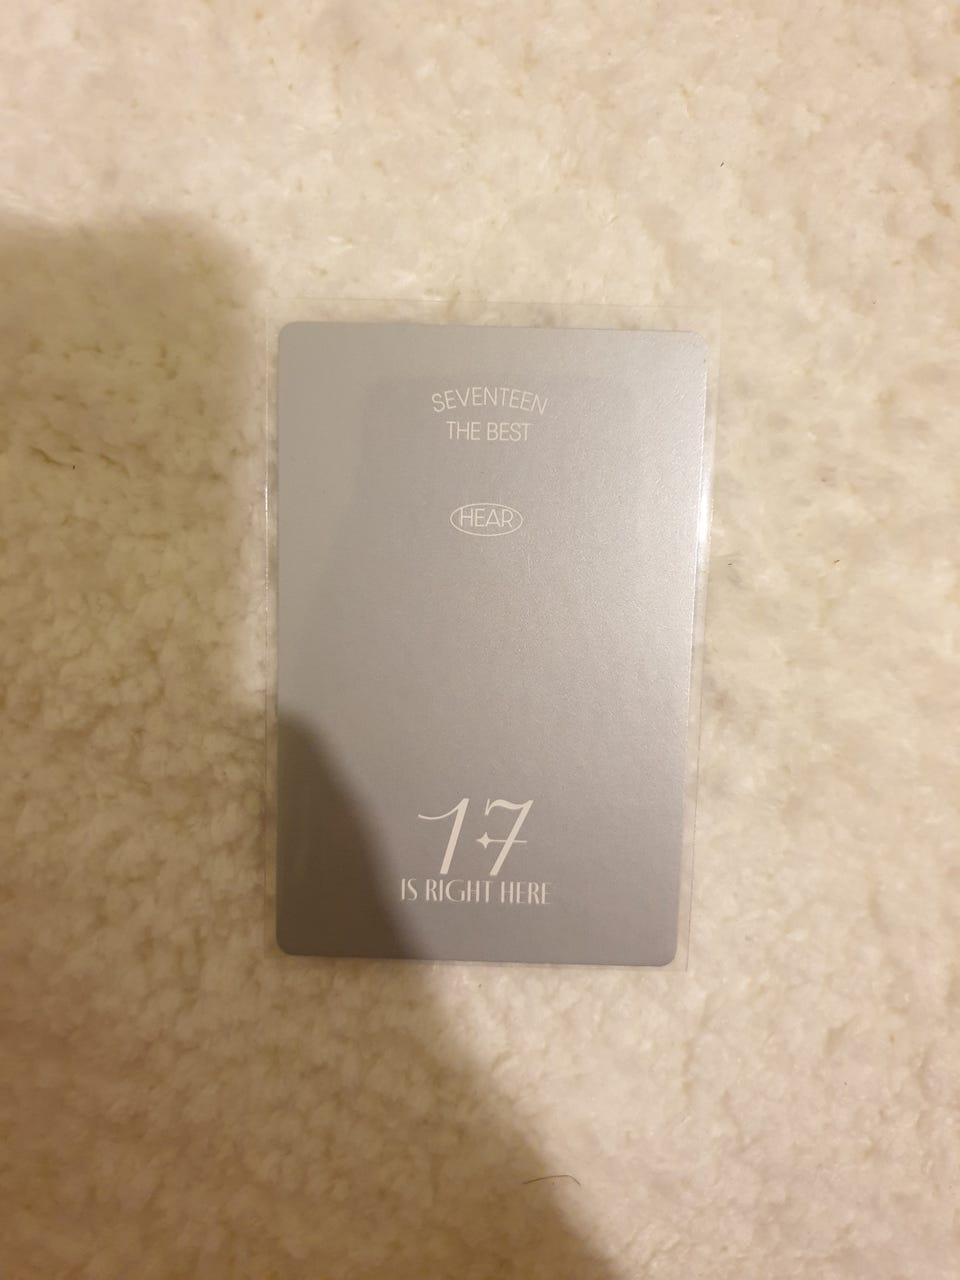 SEVENTEEN
THE BEST
HEAR
17
IS RIGHT HERE